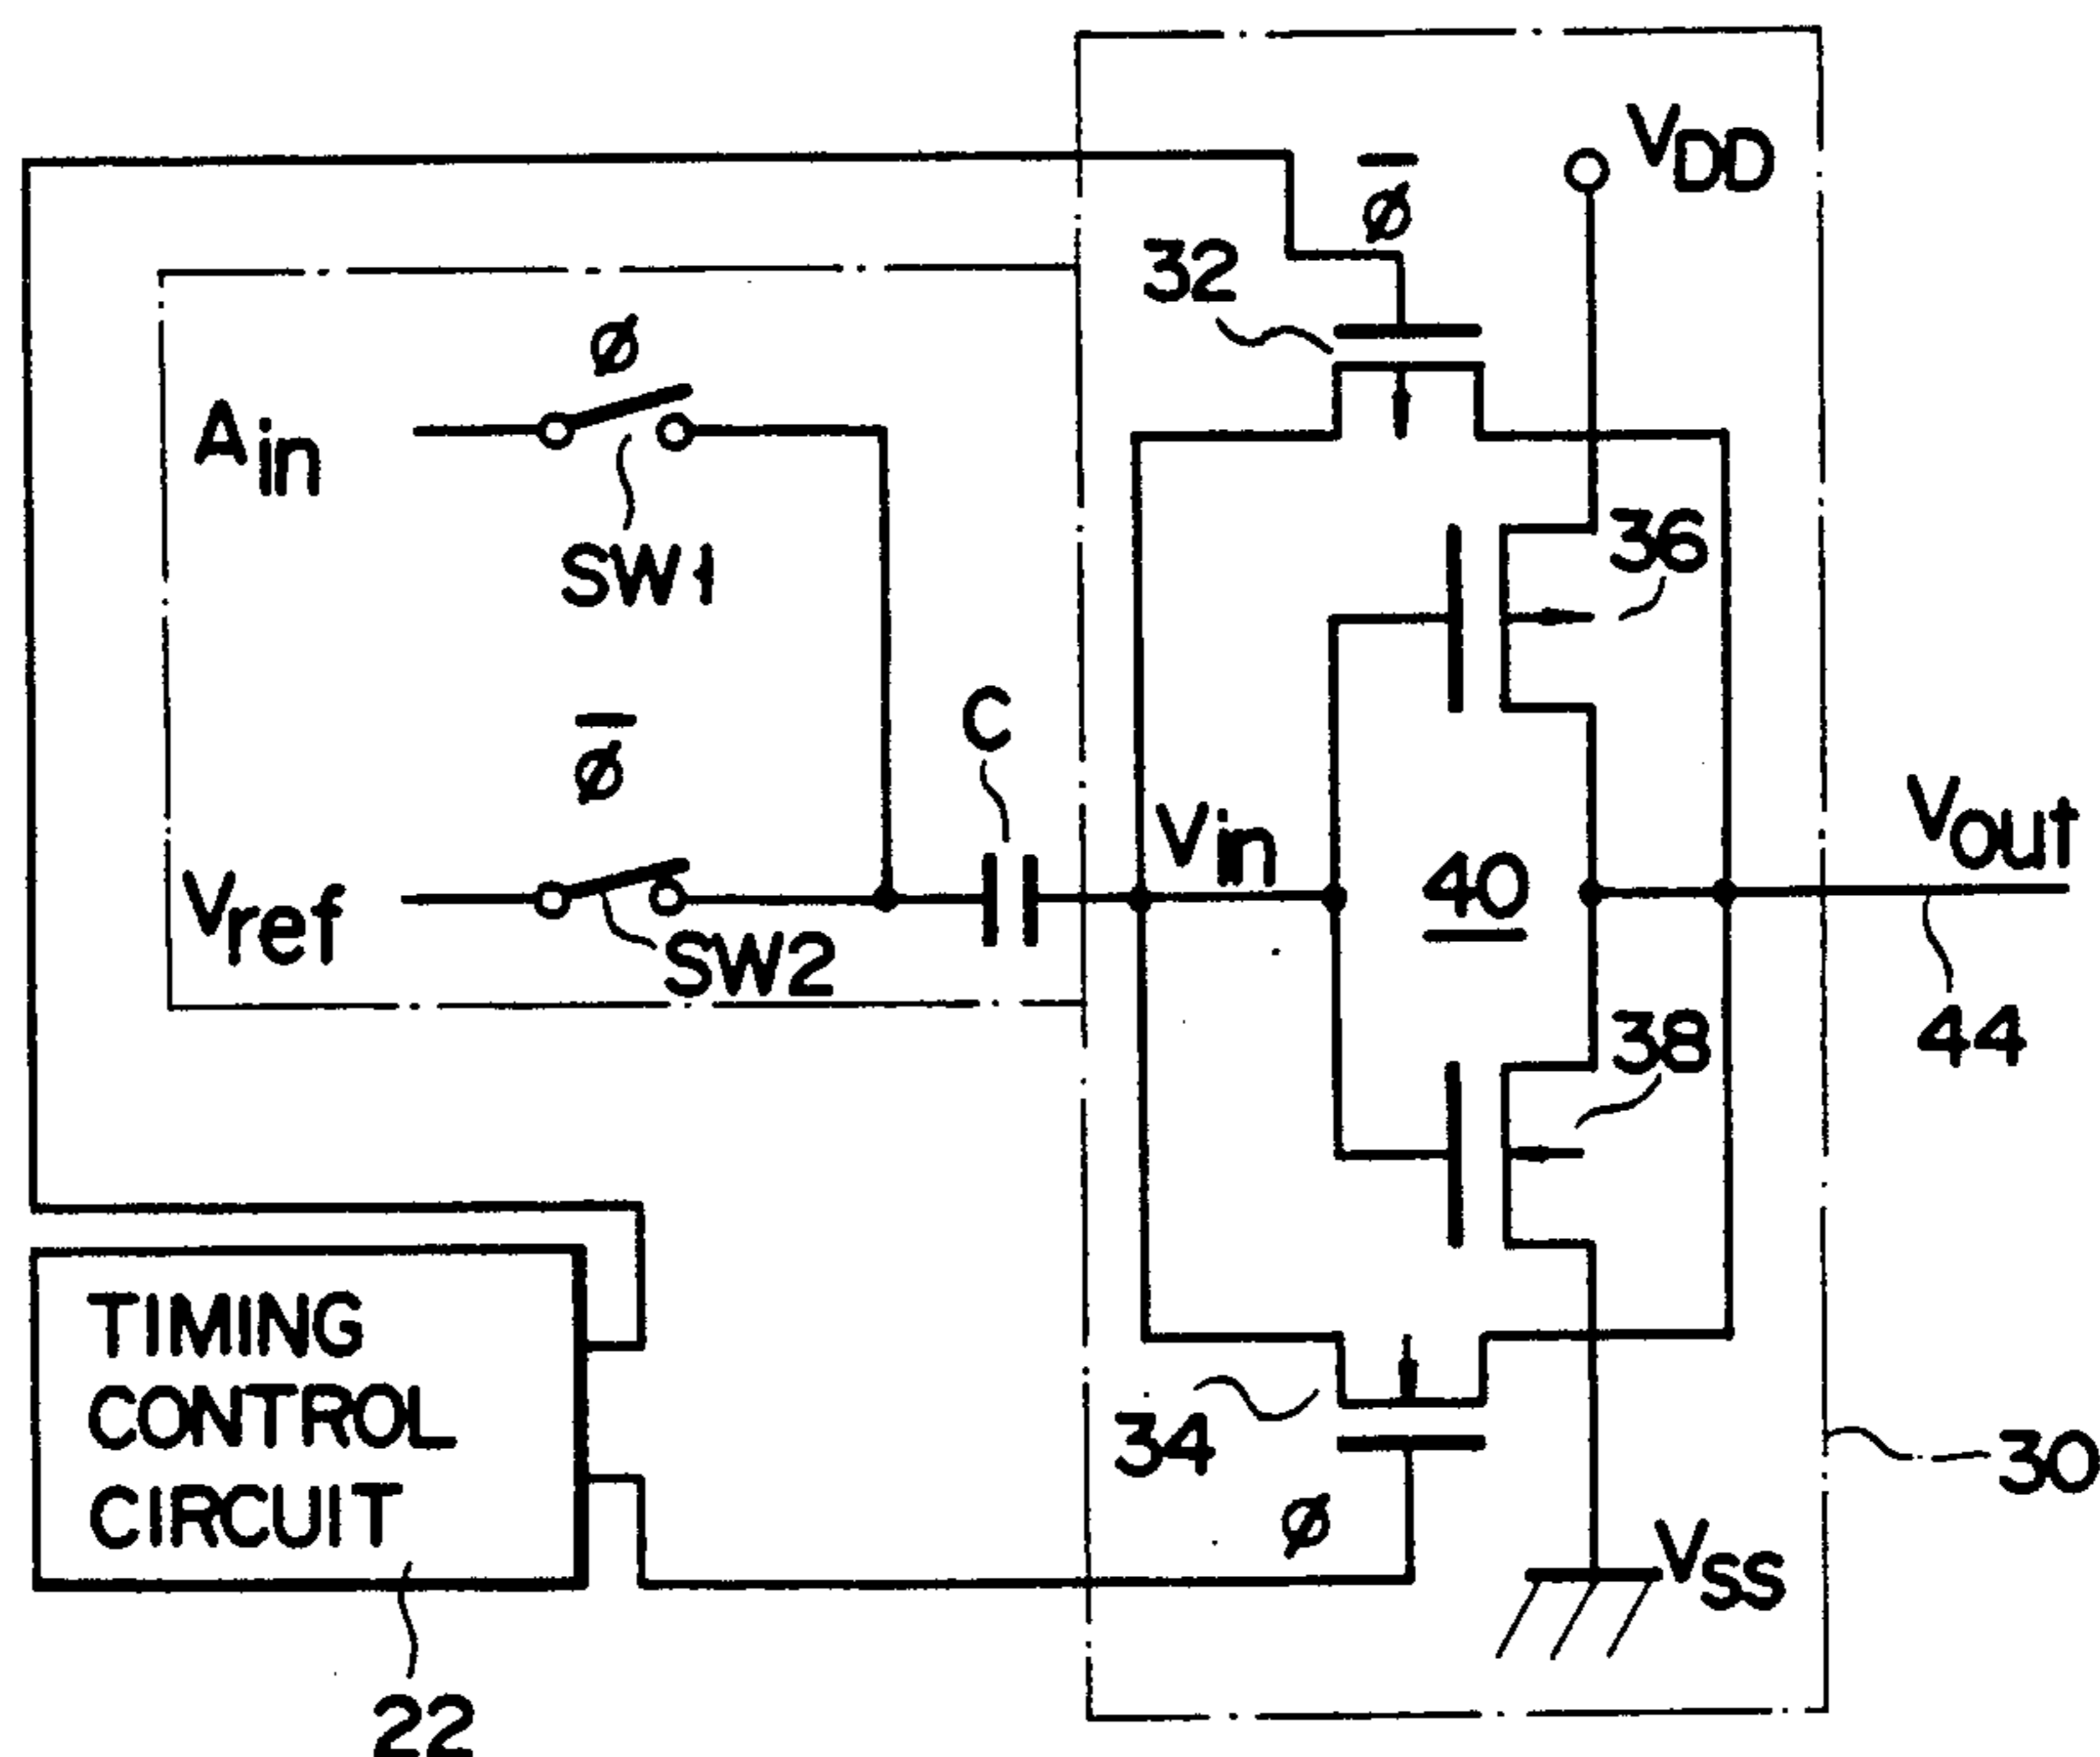 VDD
ø̅
32
ø
Ain
SW1
36
C
ø̅
Vin
Vout
40
Vref
SW2
44
38
TIMING
CONTROL
CIRCUIT
34
30
ø
VSS
22